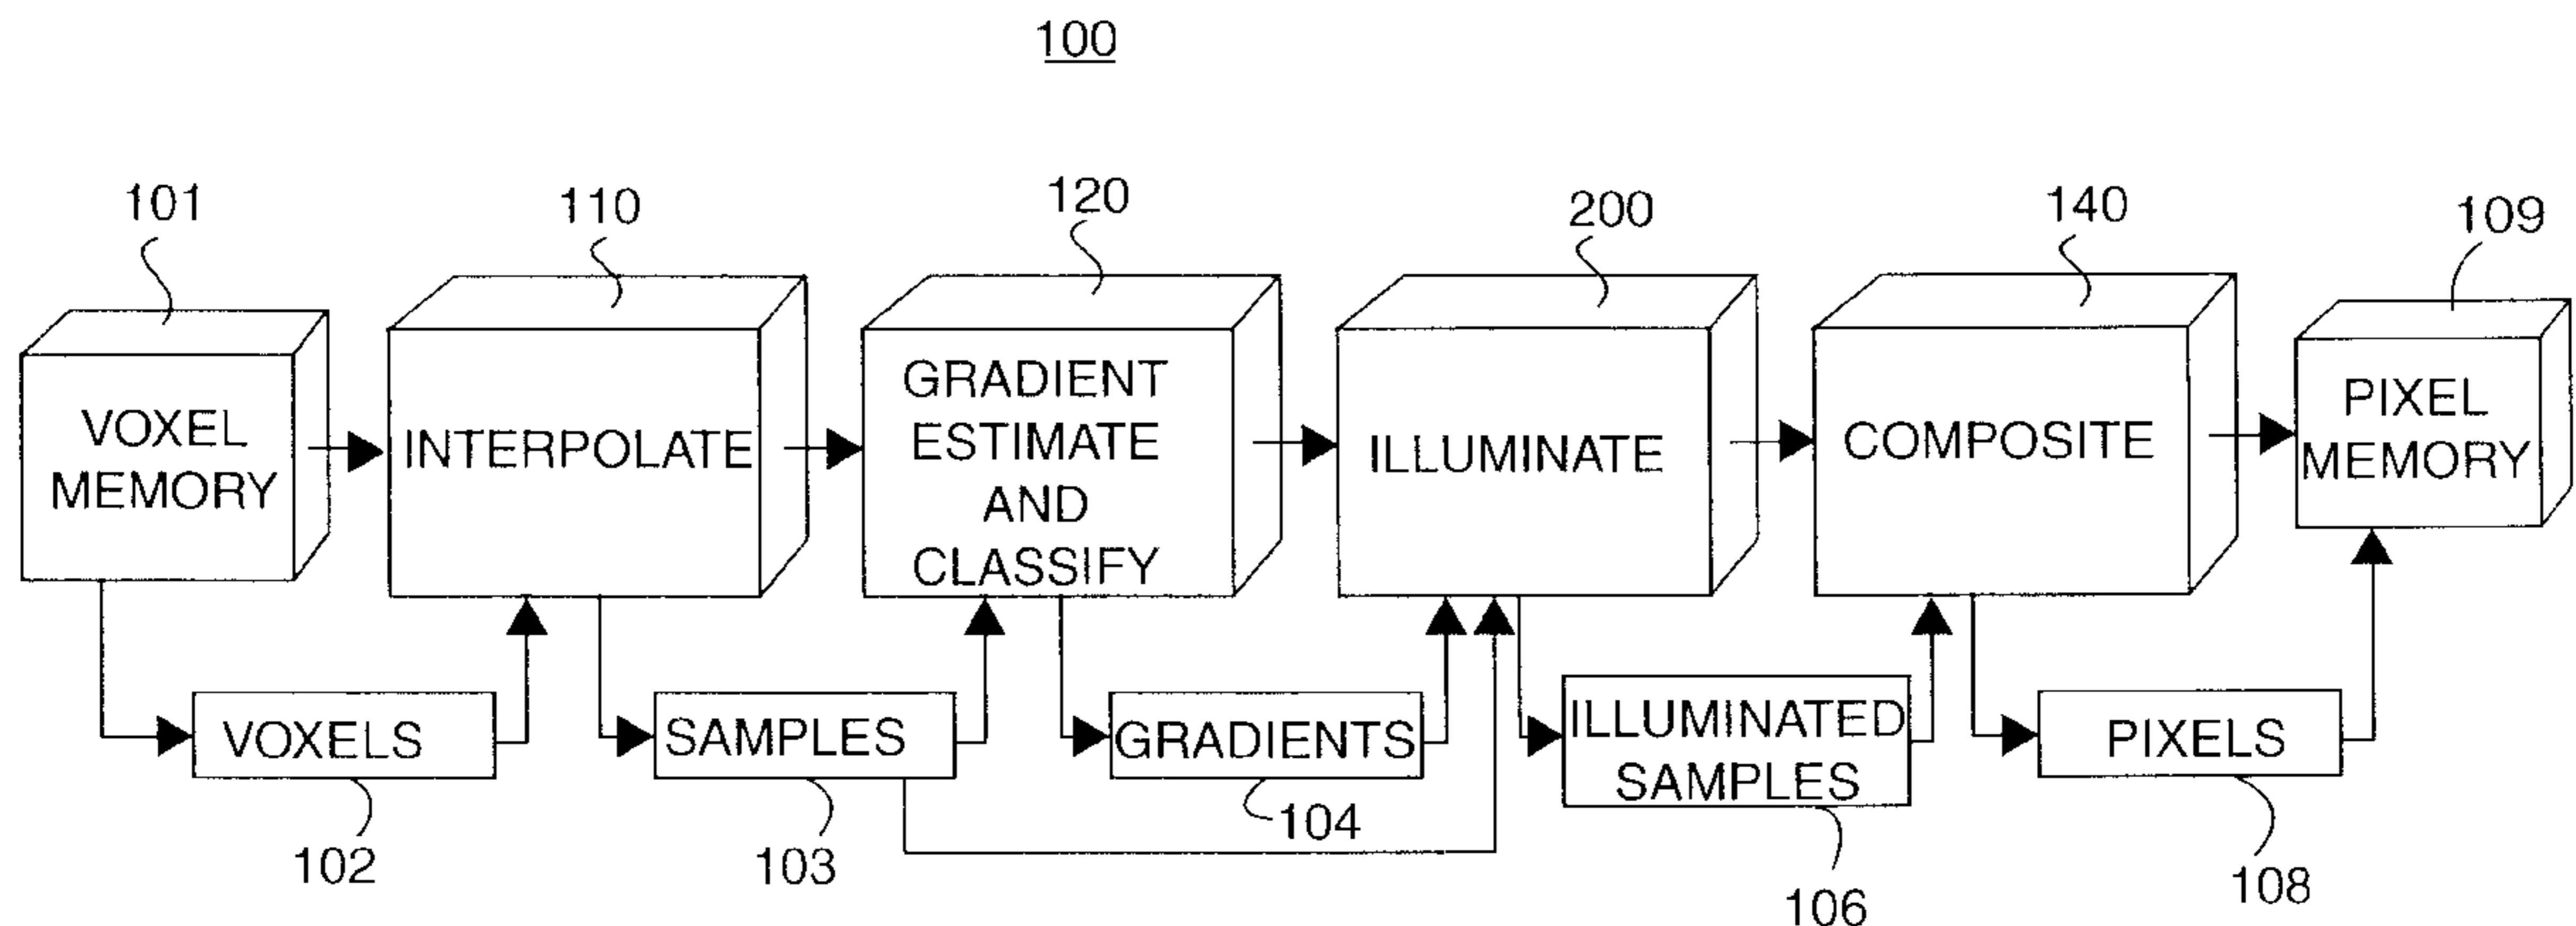 100
101
110
120
200
140
109
VOXEL
MEMORY
INTERPOLATE
GRADIENT
ESTIMATE
AND
CLASSIFY
ILLUMINATE
COMPOSITE
PIXEL
MEMORY
VOXELS
SAMPLES
GRADIENTS
ILLUMINATED
SAMPLES
PIXELS
102
103
104
106
108